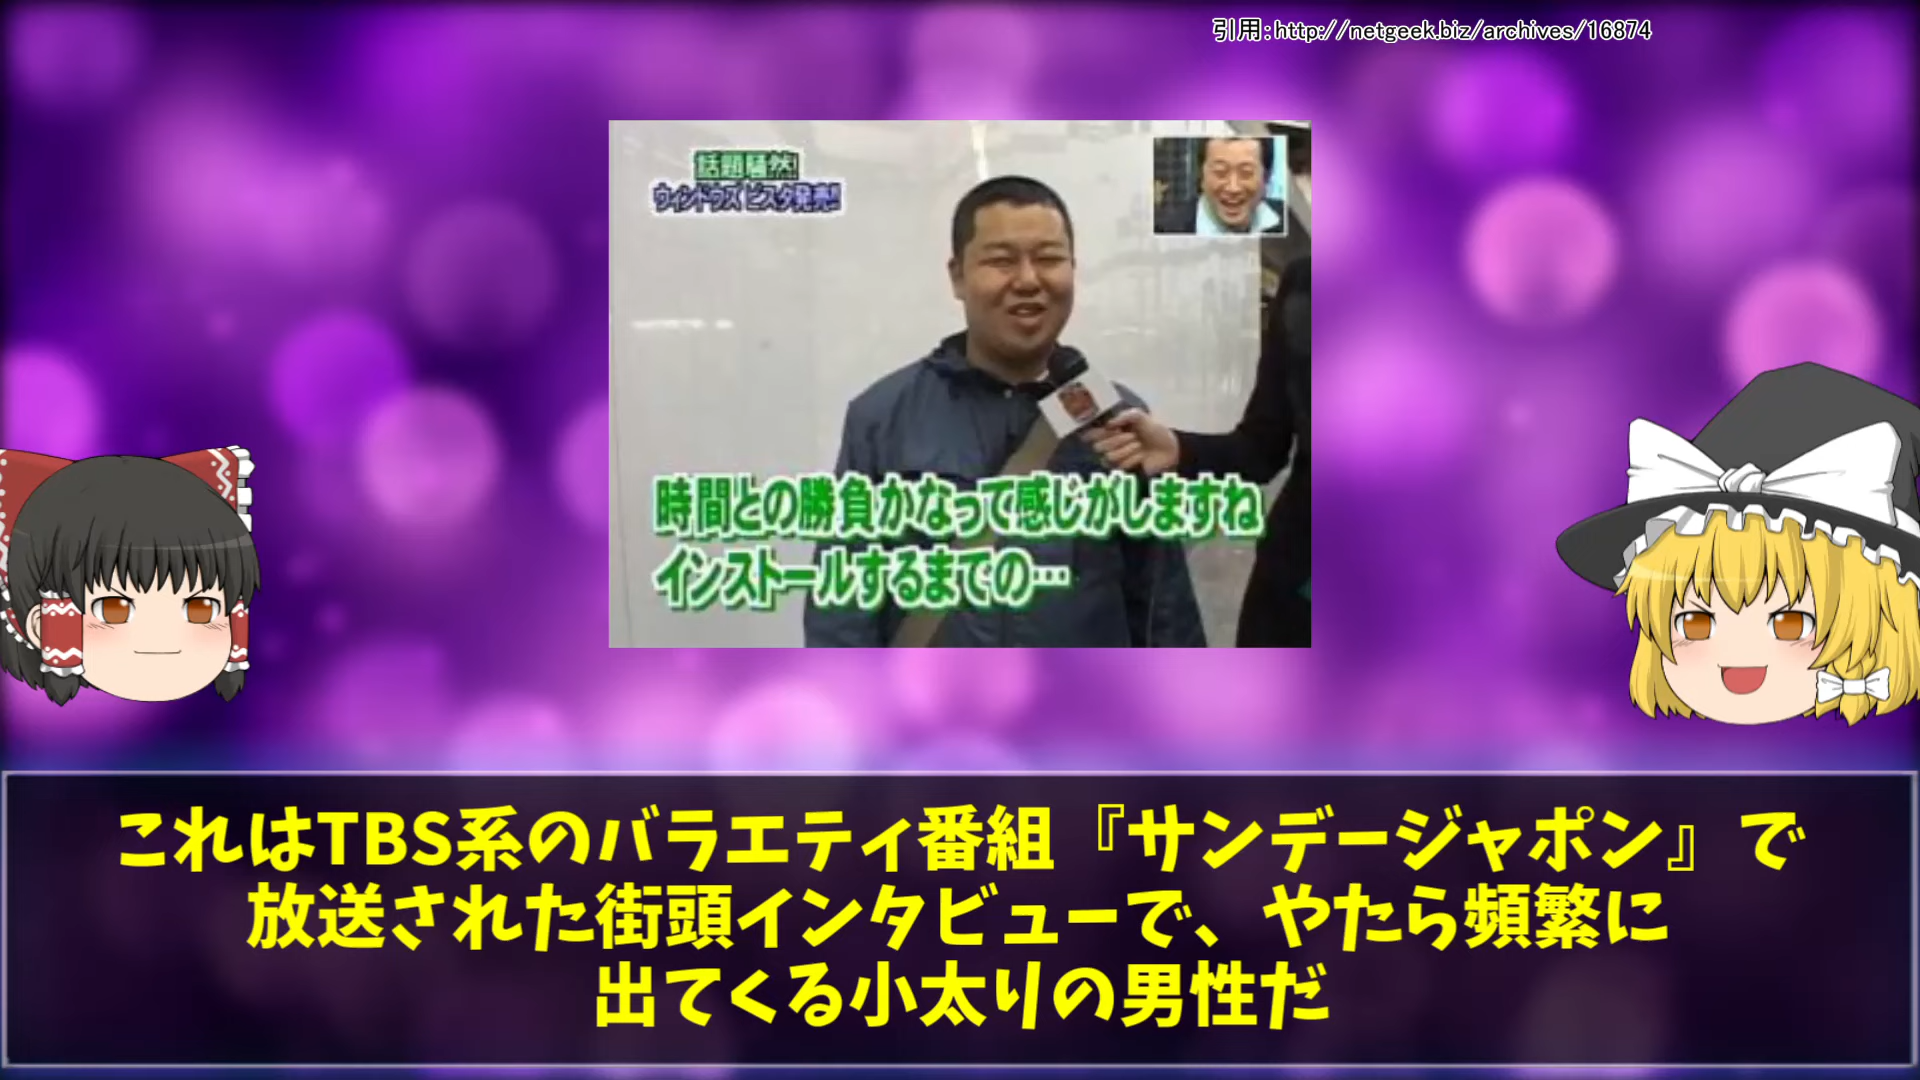 引用：http://netgeek.biz/archives/16874
話題騒然！
ウィンドウズ ビスタ発売！
時間との勝負かなって感じがしますね
インストールするまでの…
これはTBS系のバラエティ番組『サンデージャポン』で
放送された街頭インタビューで、やたら頻繁に
出てくる小太りの男性だ